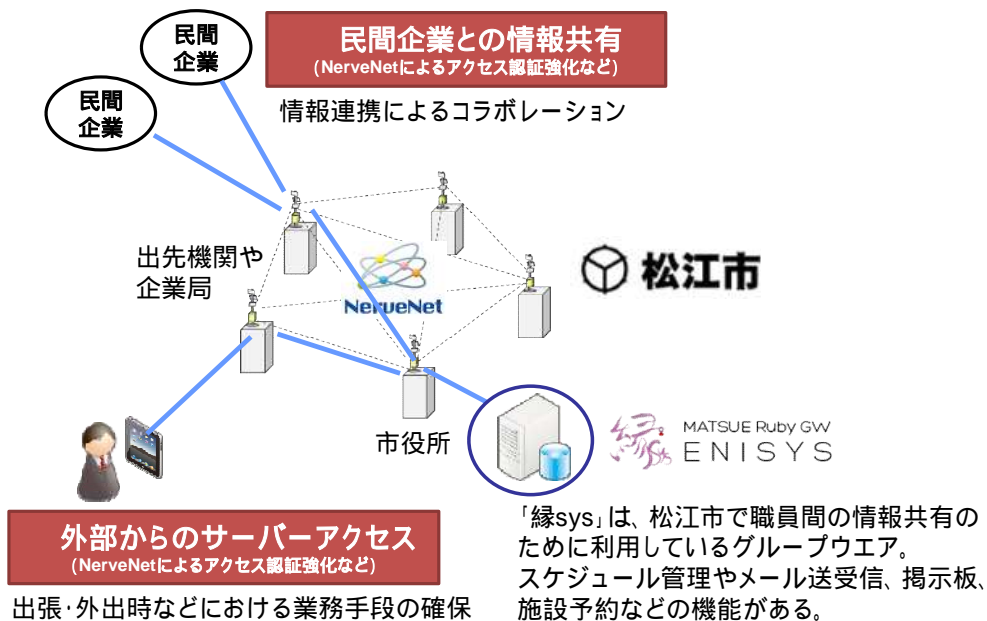 民間
企業
民間企業との情報共有
(NerveNetによるアクセス認証強化など)
民間
企業
情報連携によるコラボレーション
出先機関や
企業局
NerveNet
松江市
市役所
縁sys
MATSUE Ruby GW
ENISYS
外部からのサーバーアクセス
(NerveNetによるアクセス認証強化など)
出張・外出時などにおける業務手段の確保
「縁sys」は、松江市で職員間の情報共有の
ために利用しているグループウエア。
スケジュール管理やメール送受信、掲示板、
施設予約などの機能がある。